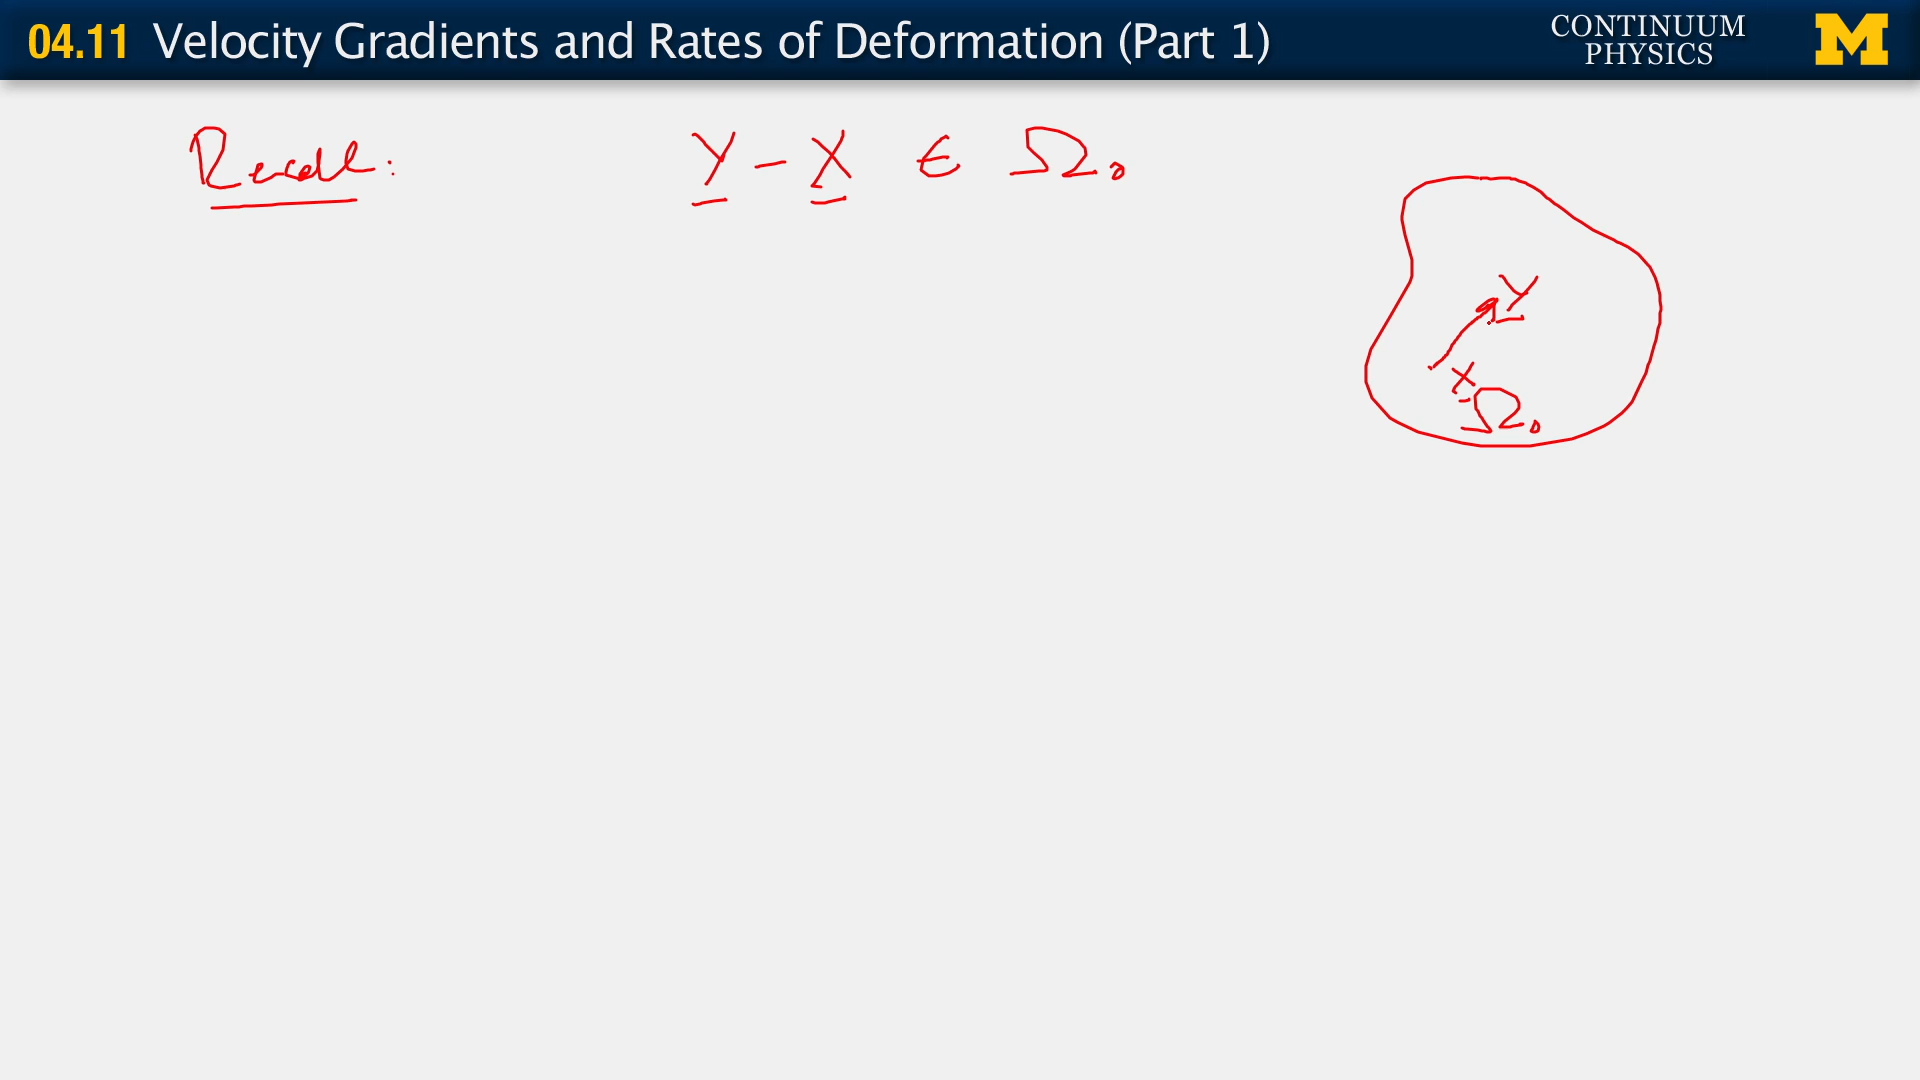 04.11 Velocity Gradients and Rates of Deformation (Part 1)
CONTINUUM
PHYSICS
M
Recall: Y - X ∈ Ω₀
Y
X
Ω₀